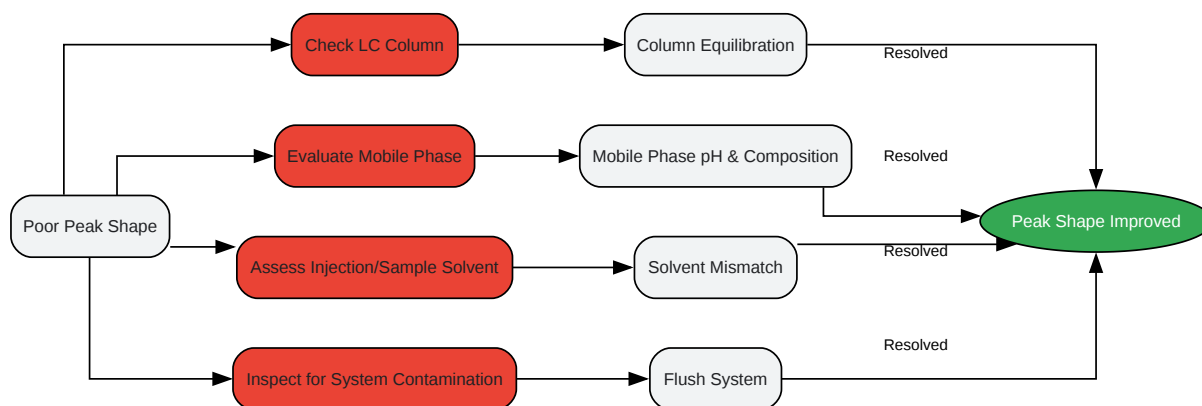 Check LC Column
Column Equilibration
Resolved
Evaluate Mobile Phase
Mobile Phase pH & Composition
Resolved
Poor Peak Shape
Peak Shape Improved
Assess Injection/Sample Solvent
Solvent Mismatch
Resolved
Inspect for System Contamination
Flush System
Resolved